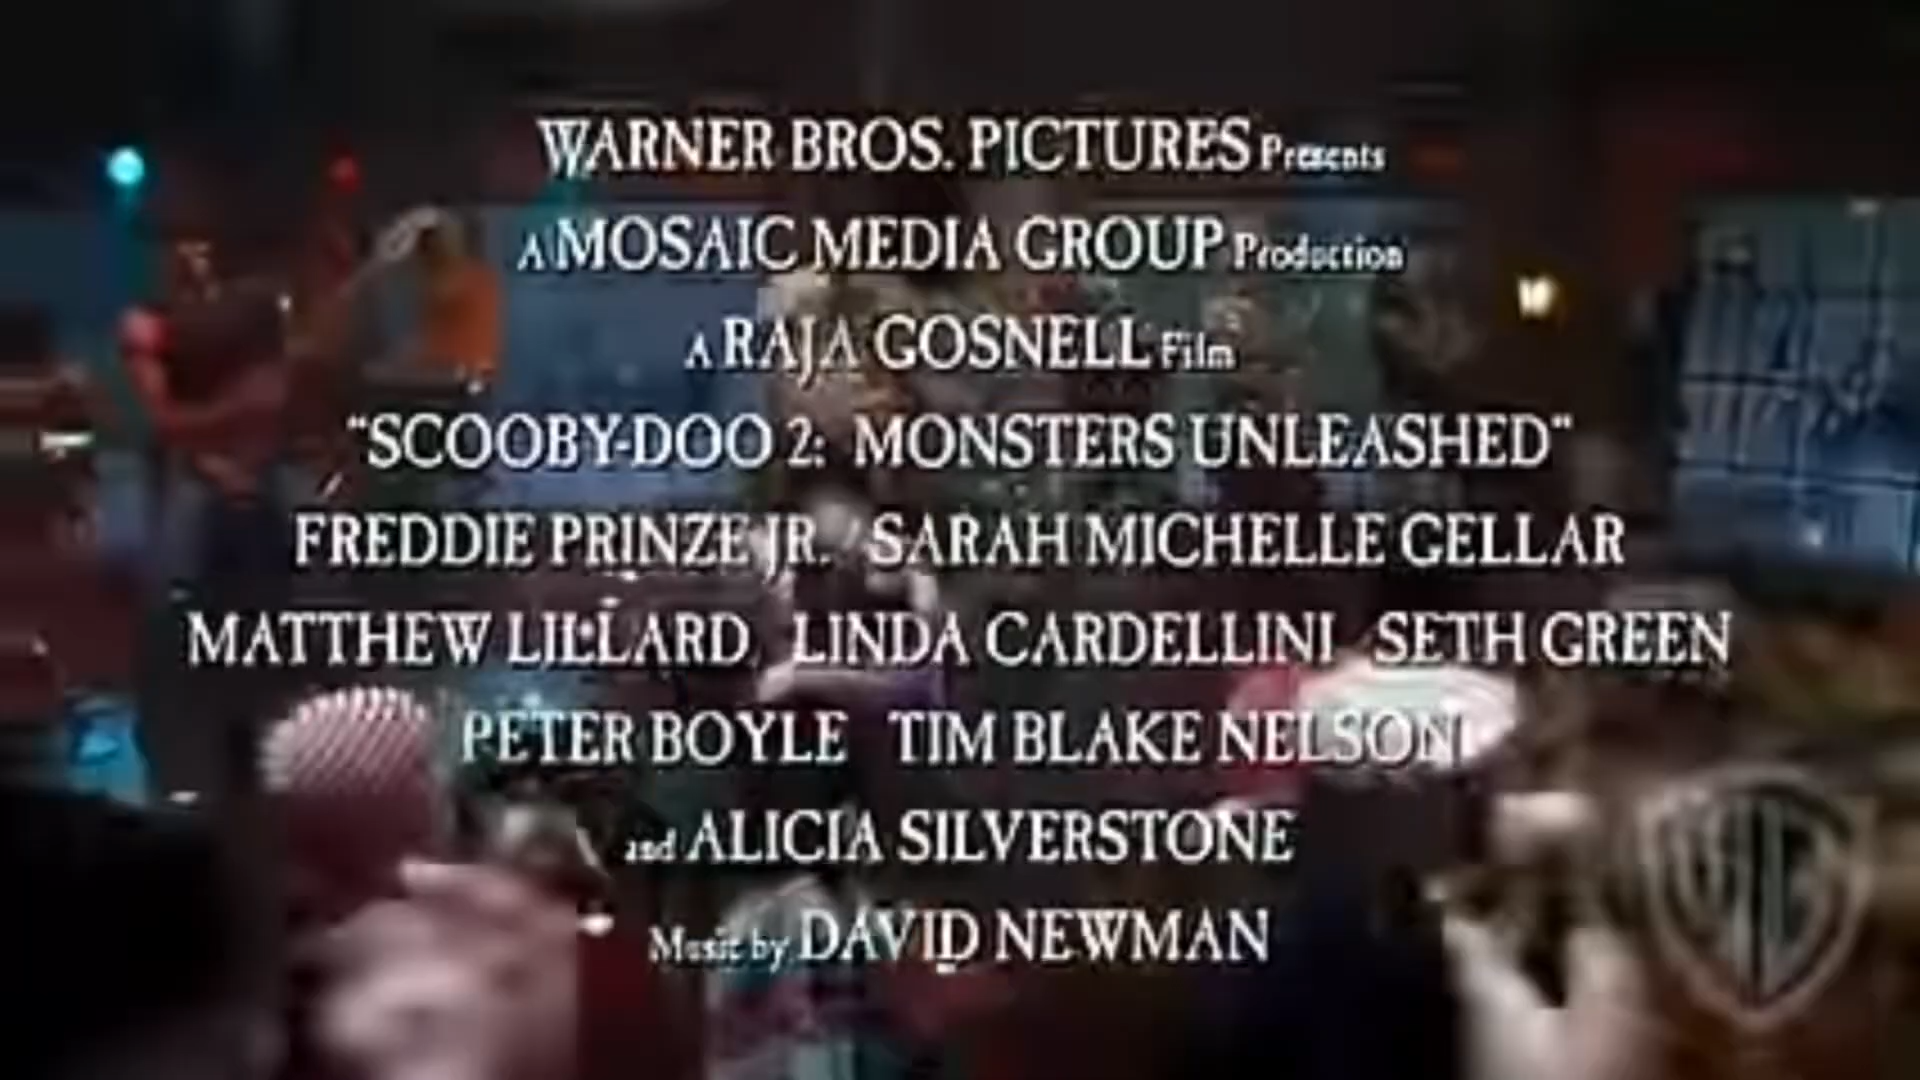 WARNER BROS. PICTURES Presents
A MOSAIC MEDIA GROUP Production
A RAJA GOSNELL Film
"SCOOBY-DOO 2: MONSTERS UNLEASHED"
FREDDIE PRINZE JR. SARAH MICHELLE GELLAR
MATTHEW LILLARD LINDA CARDELLINI SETH GREEN
PETER BOYLE TIM BLAKE NELSON
and ALICIA SILVERSTONE
Music by DAVID NEWMAN
WB